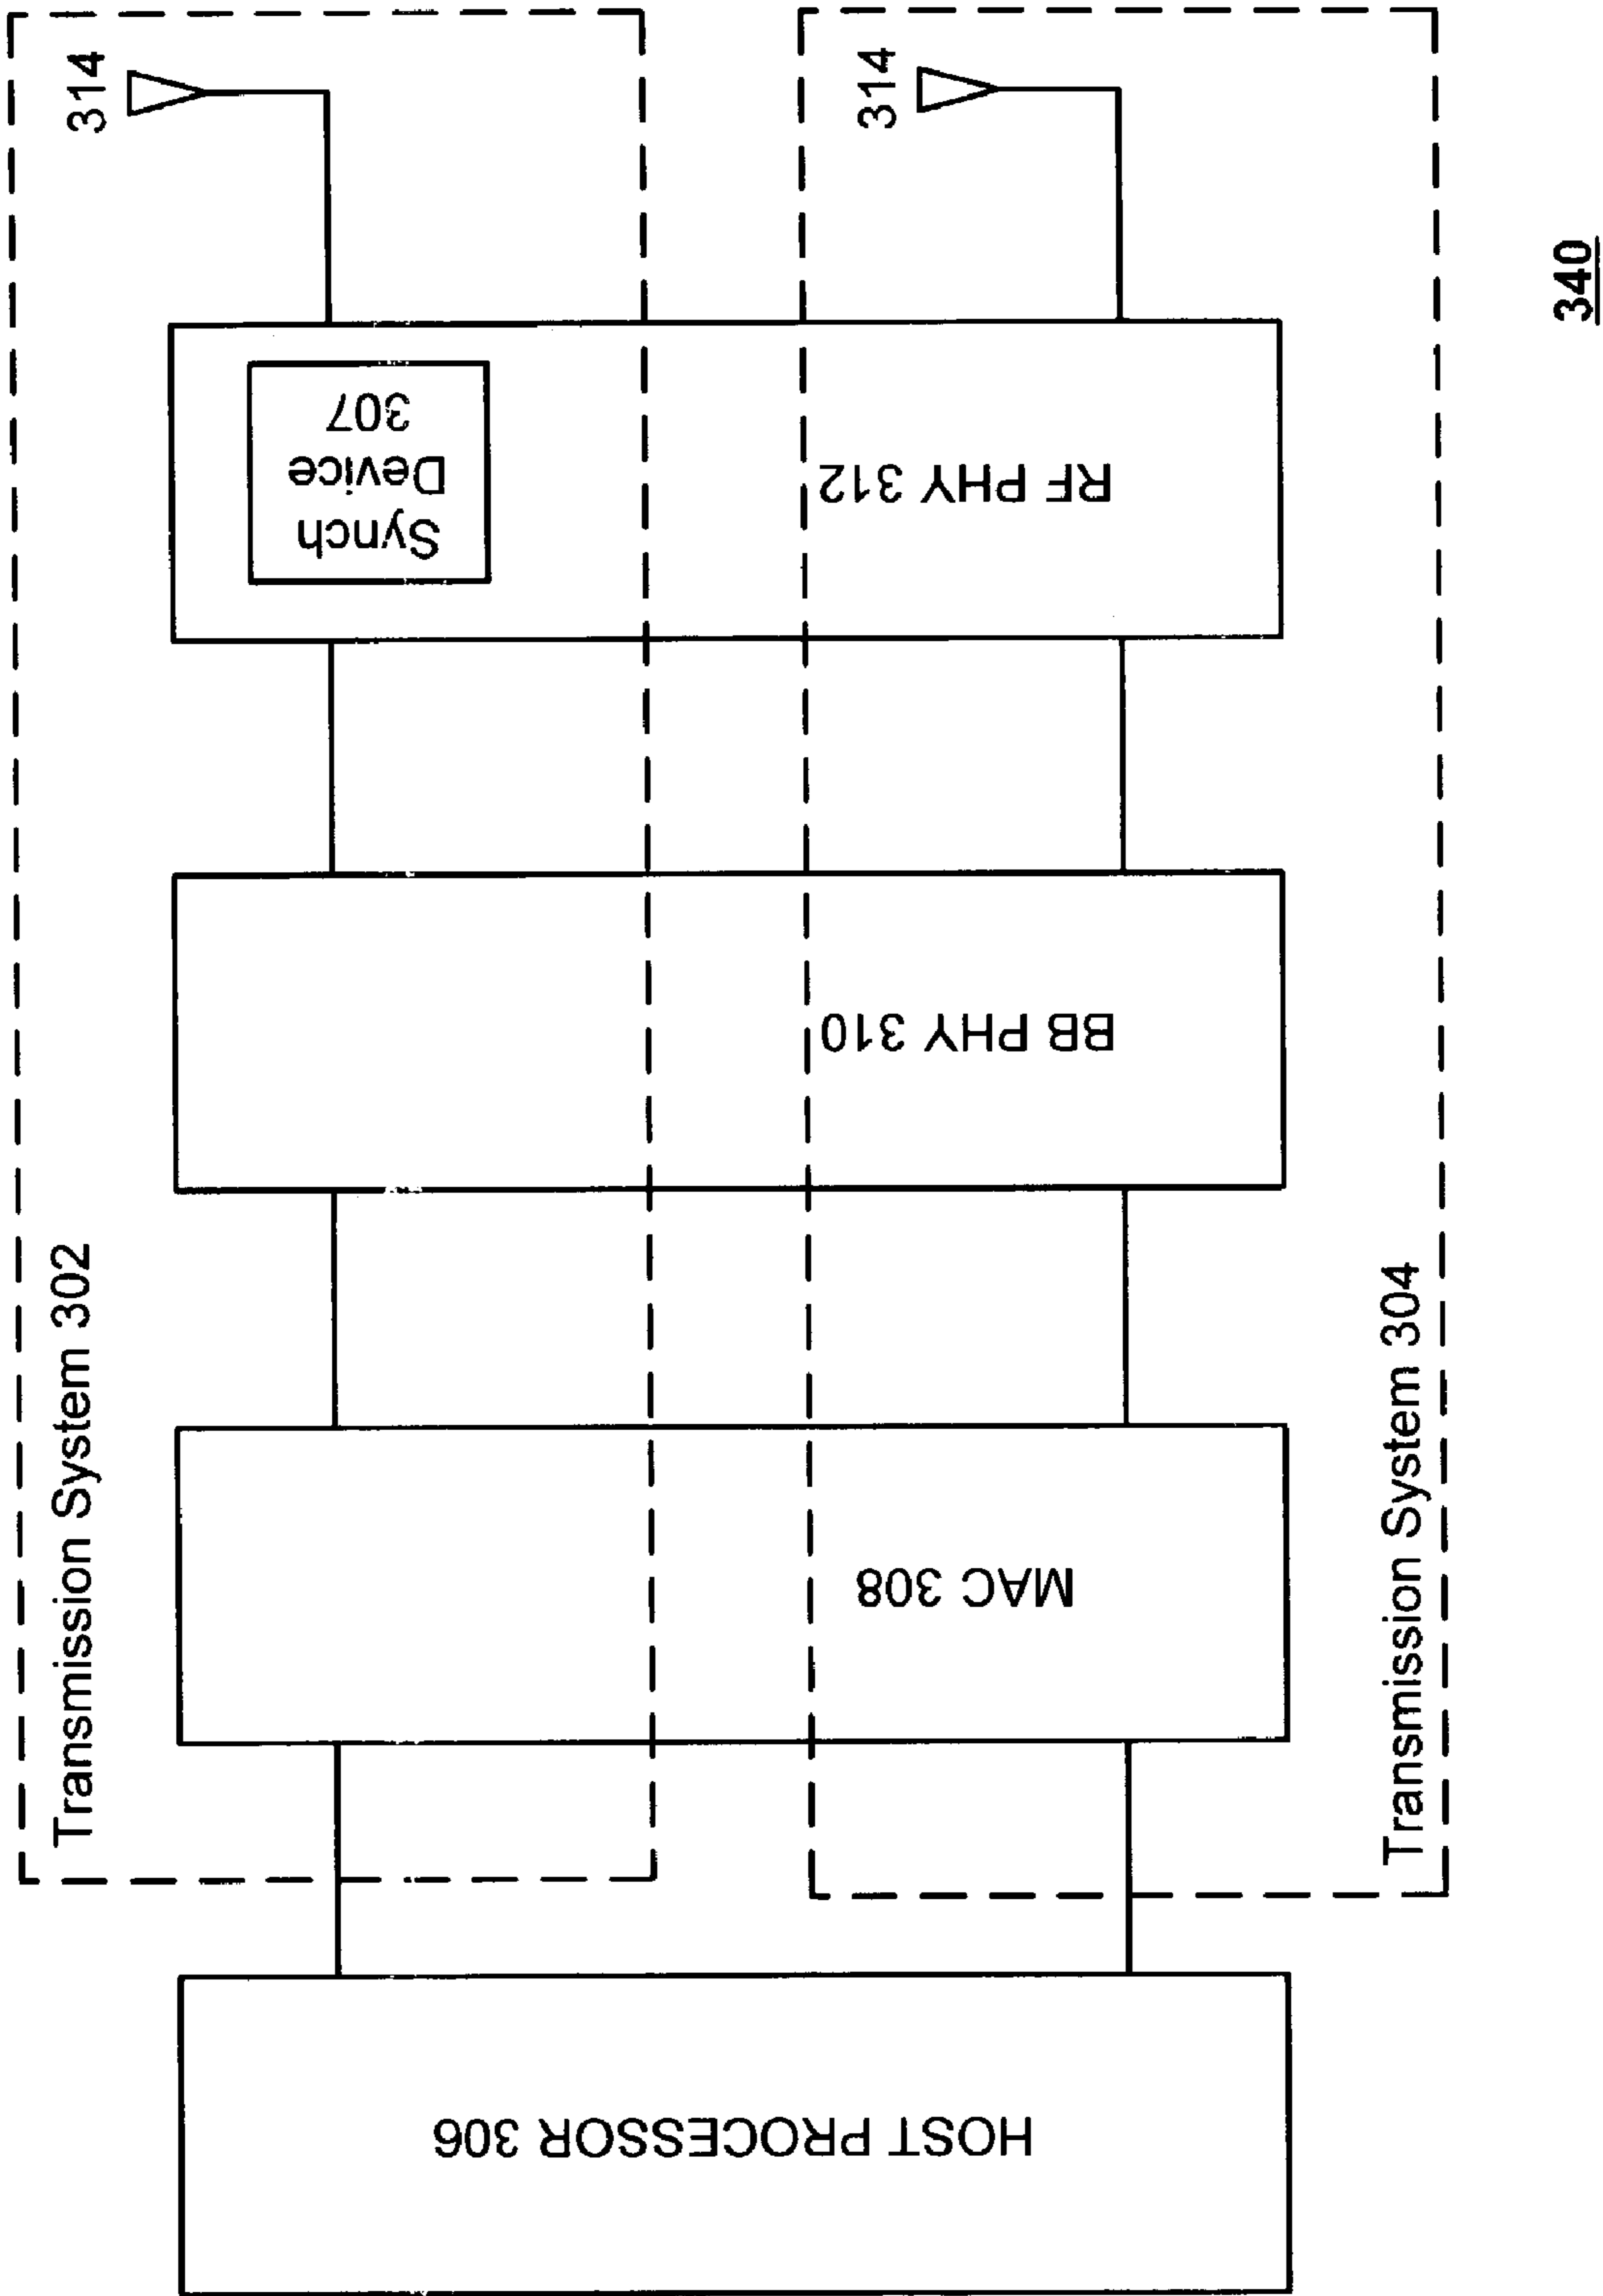 Transmission System 302
314
HOST PROCESSOR 306
MAC 308
BB PHY 310
RF PHY 312
Synch
Device
307
314
Transmission System 304
340